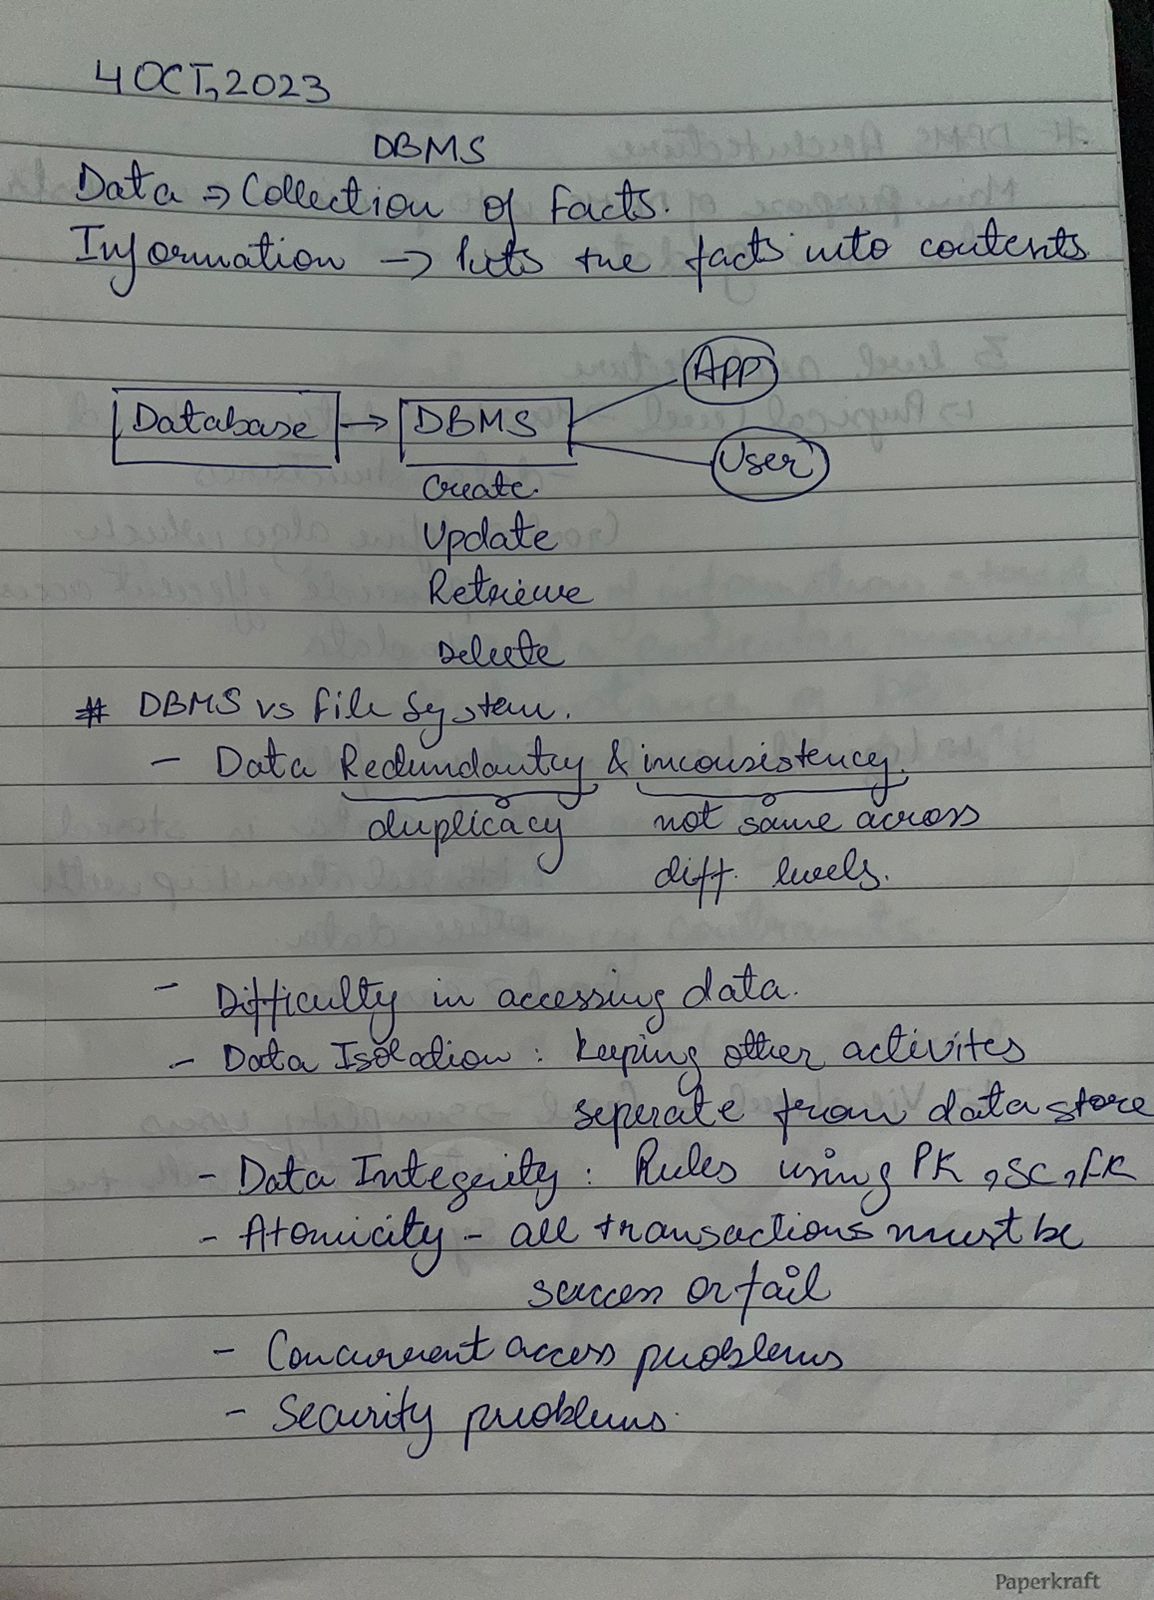 4 OCT, 2023
DBMS
Data => Collection of facts.
Information -> Puts the facts into contents
App
Database -> DBMS
User
Create.
Update
Retrieve
Delete
# DBMS vs File System.
- Data Redundantcy & inconsistency.
duplicacy not same across
diff. levels.
- Difficulty in accessing data.
- Data Isolation : keeping other activites
seperate from data store
- Data Integrity : Rules using PK, SC, FK
- Atomicity - all transactions must be
success or fail
- Concurrent access problems
- Security problems.
Paperkraft